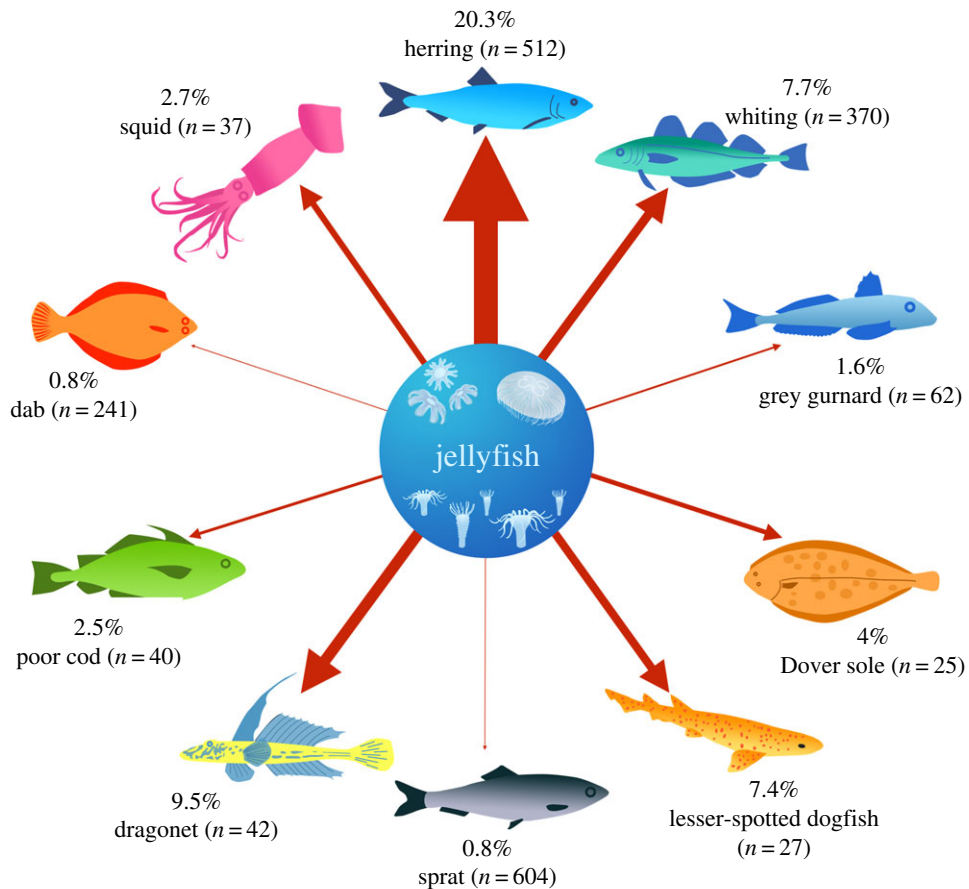 20.3%
herring (n = 512)
2.7%
squid (n = 37)
7.7%
whiting (n = 370)
0.8%
dab (n = 241)
1.6%
grey gurnard (n = 62)
jellyfish
2.5%
poor cod (n = 40)
4%
Dover sole (n = 25)
9.5%
dragonet (n = 42)
0.8%
sprat (n = 604)
7.4%
lesser-spotted dogfish
(n = 27)